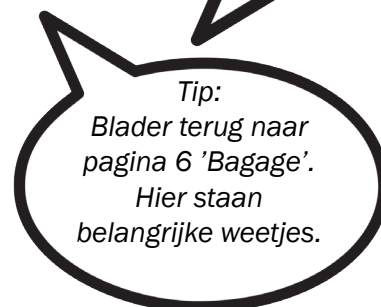 Tip:
Blader terug naar
pagina 6 ’Bagage’.
Hier staan
belangrijke weetjes.